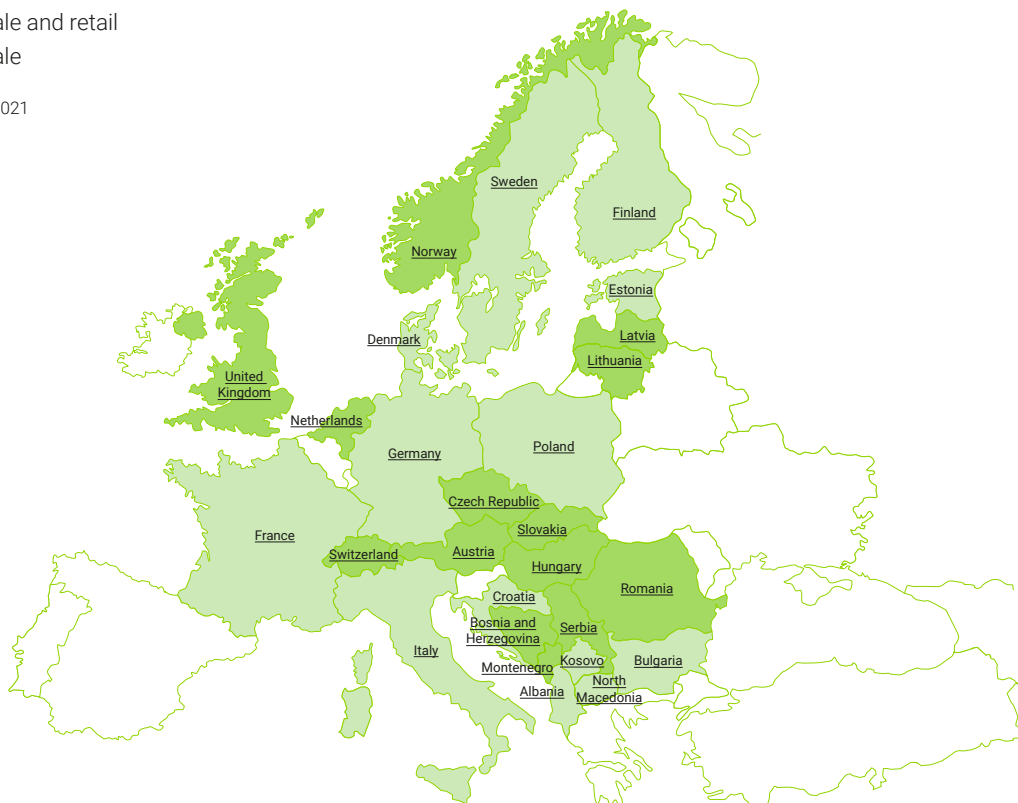 ale and retail
ale
021
Sweden
Finland
Norway
Estonia
Denmark
Latvia
Lithuania
United
Kingdom
Netherlands
Germany
Poland
Czech Republic
France
Slovakia
Switzerland
Austria
Hungary
Romania
Croatia
Bosnia and
Herzegovina
Serbia
Italy
Kosovo
Bulgaria
Montenegro
North
Macedonia
Albania